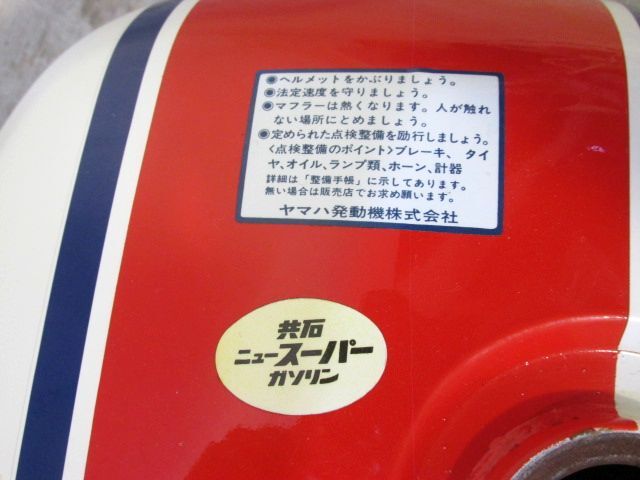 ●ヘルメットをかぶりましょう。
●法定速度を守りましょう。
●マフラーは熱くなります。人が触れ
ない場所にとめましょう。
●定められた点検整備を励行しましょう。
〈点検整備のポイント〉ブレーキ、タイ
ヤ、オイル、ランプ類、ホーン、計器
詳細は「整備手帳」に示してあります。
無い場合は販売店でお求め願います。
ヤマハ発動機株式会社
共石
ニュースーパー
ガソリン